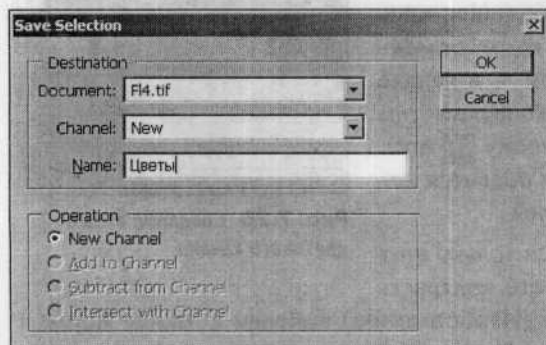 Save Selection
Destination
OK
Document: Fl4.tif
Cancel
Channel: New
Name: Цветы
Operation
New Channel
Add to Channel
Subtract from Channel
Intersect with Channel